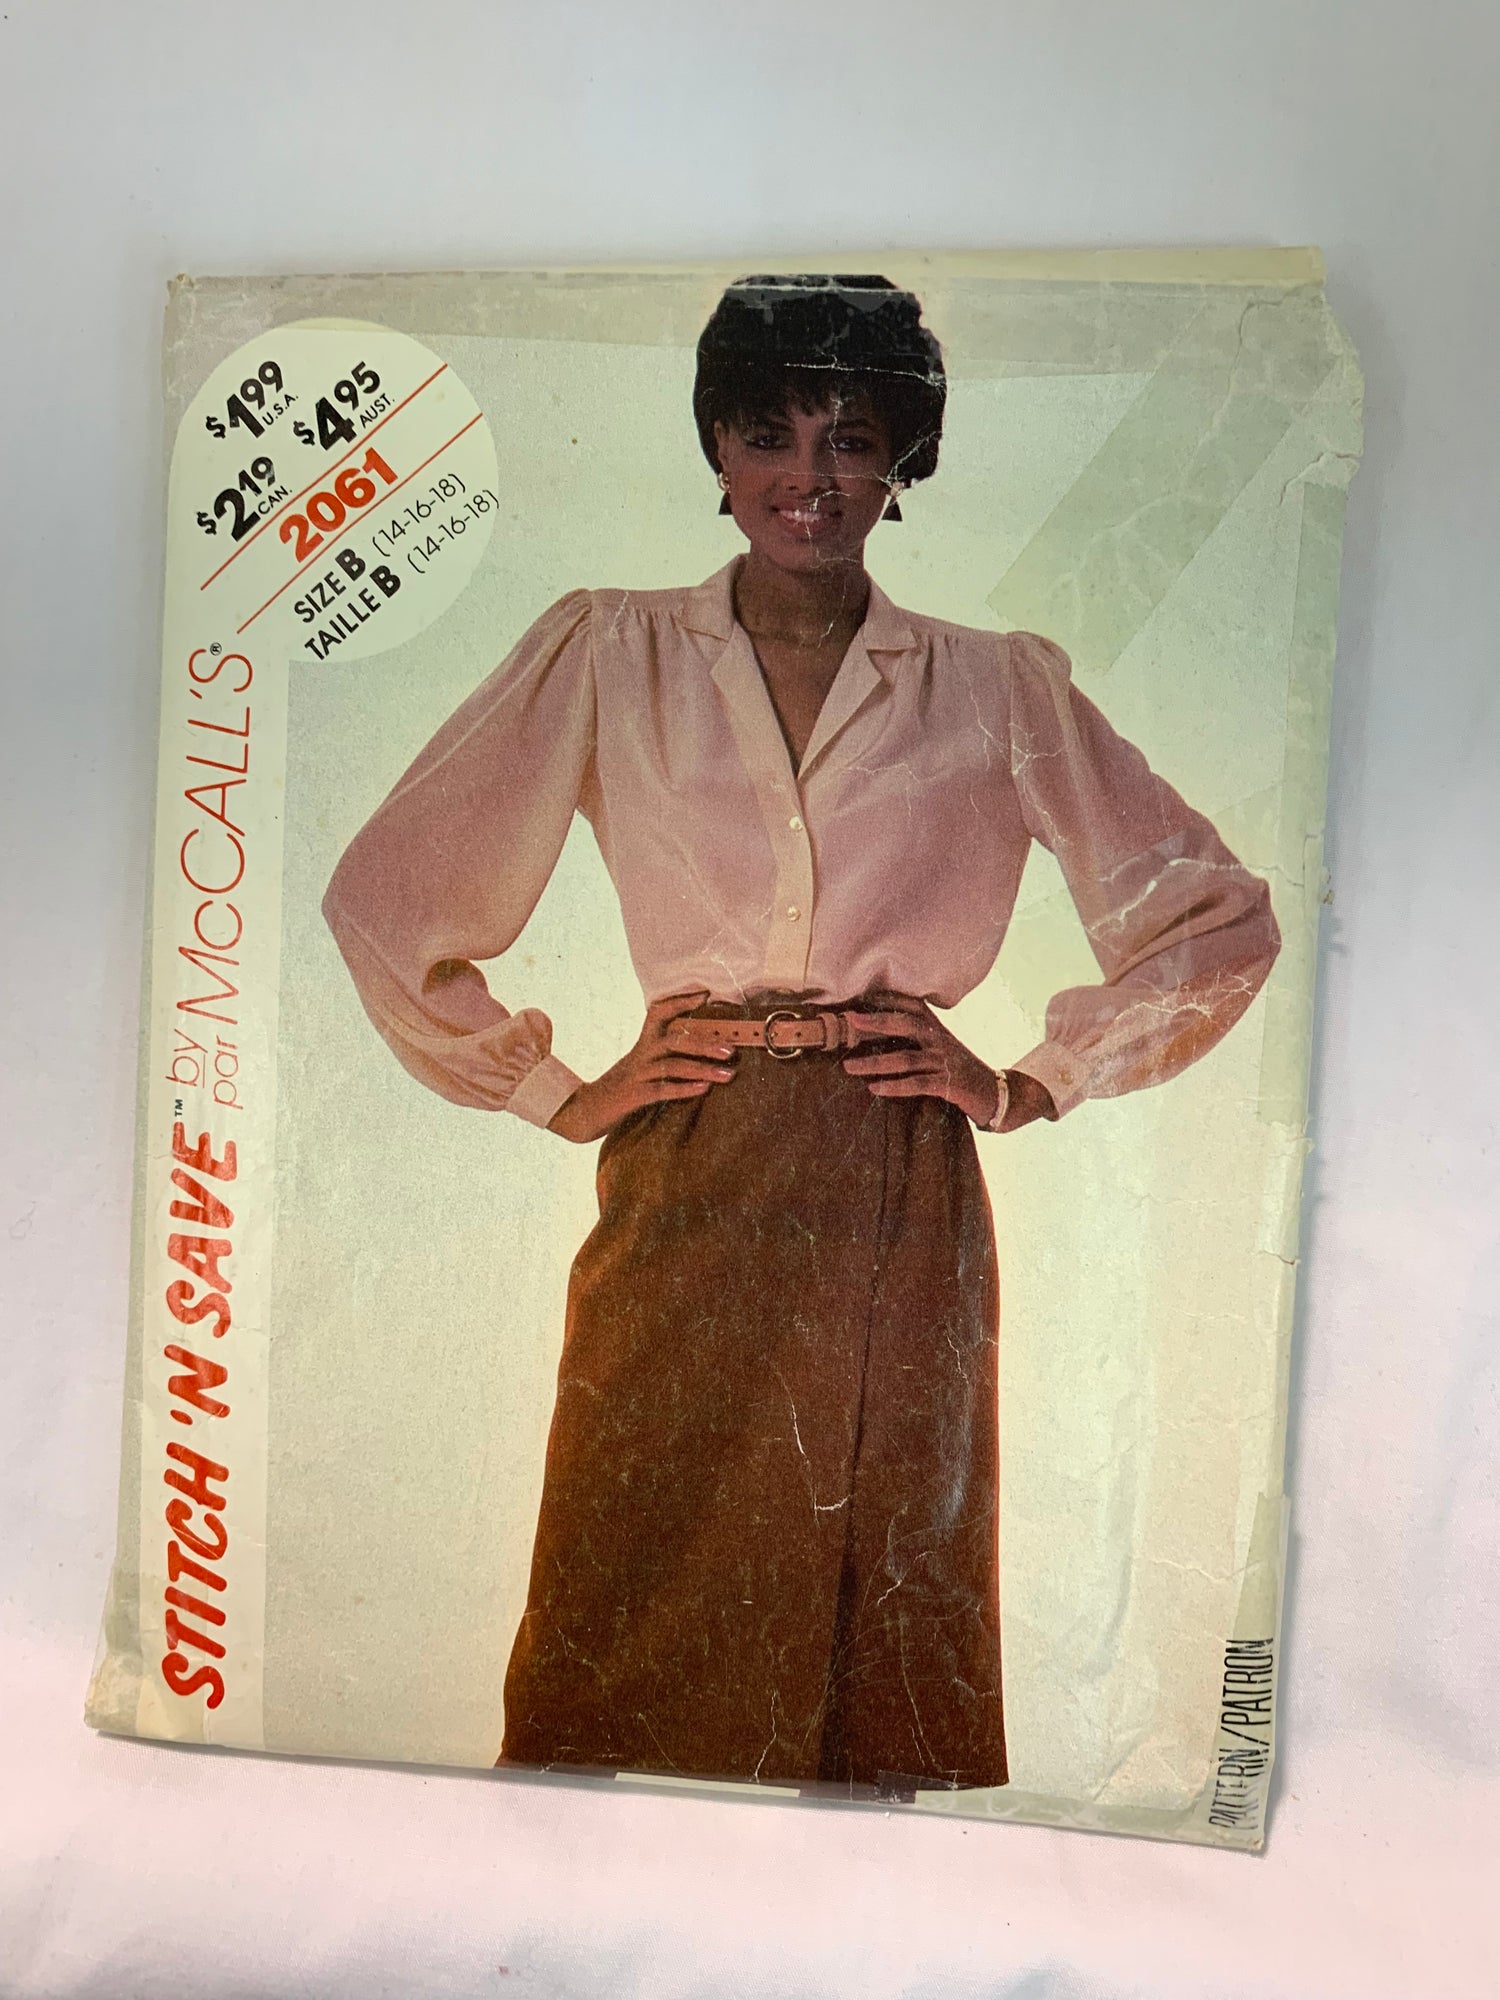 $1.99 U.S.A.
$4.95 AUST.
$2.19 CAN.
2061
SIZE B (14-16-18)
TAILLE B (14-16-18)
STITCH 'N SAVE™ by McCALL'S®
par
PATTERN/PATRON